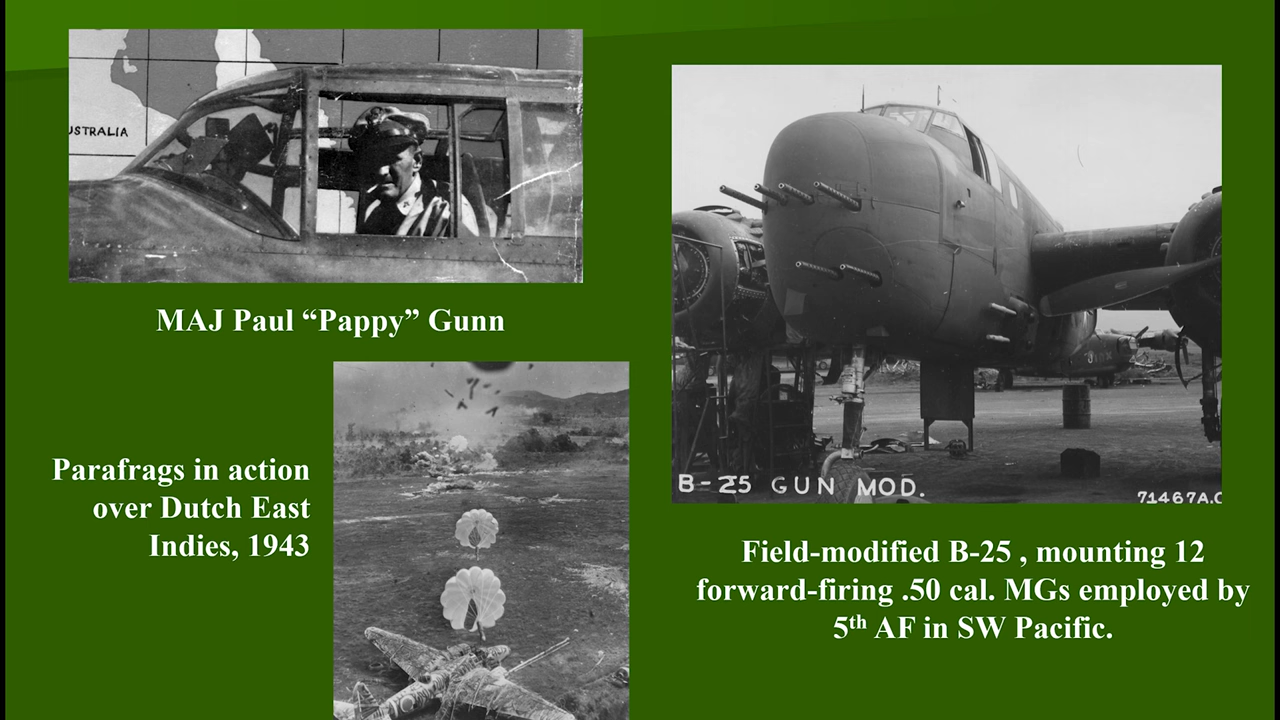 USTRALIA
MAJ Paul “Pappy” Gunn
Parafrags in action
over Dutch East
Indies, 1943
B-25 GUN MOD.
71467A.C
Field-modified B-25 , mounting 12
forward-firing .50 cal. MGs employed by
5th AF in SW Pacific.